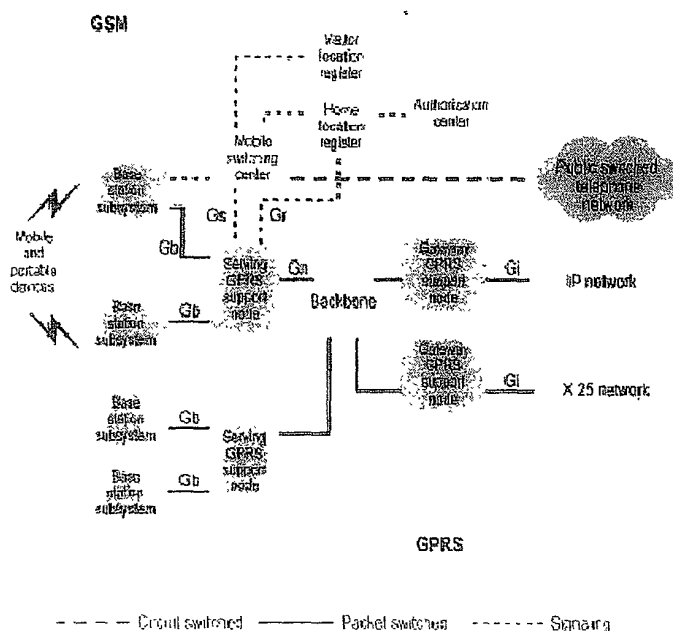 GSM
Visitor
location
register
Home
location
register
Authorization
center
Mobile
switching
center
Public switched
telephone
network
Base
station
subsystem
Gs
Gr
Gb
Mobile
and
portable
devices
Serving
GPRS
support
node
Gn
Backbone
Gateway
GPRS
support
node
Gi
IP network
Base
station
subsystem
Gb
Gateway
GPRS
support
node
Gi
X 25 network
Base
station
subsystem
Gb
Serving
GPRS
support
node
Base
station
subsystem
Gb
GPRS
Circuit switched
Packet switches
Signaling